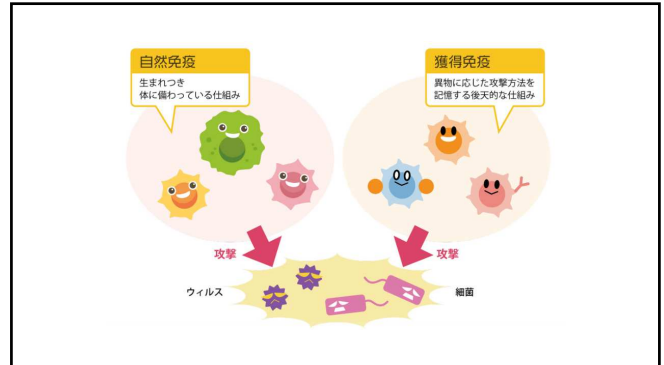 自然免疫
生まれつき
体に備わっている仕組み
獲得免疫
異物に応じた攻撃方法を
記憶する後天的な仕組み
攻撃
攻撃
ウィルス
細菌